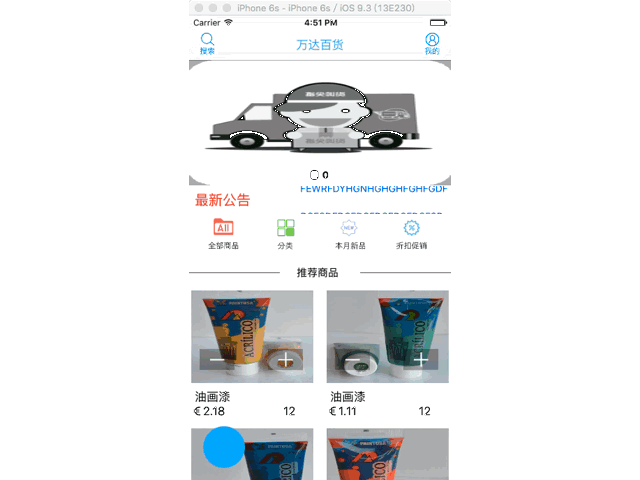 iPhone 6s - iPhone 6s / iOS 9.3 (13E230)
Carrier 4:51 PM
搜索 万达百货 我的
0
FEWRFDYHGNHGHGHFGHFGDF
最新公告
All NEW
全部商品 分类 本月新品 折扣促销
推荐商品
ACRÍLICO ACRÍLICO
油画漆 油画漆
€ 2.18 12 € 1.11 12